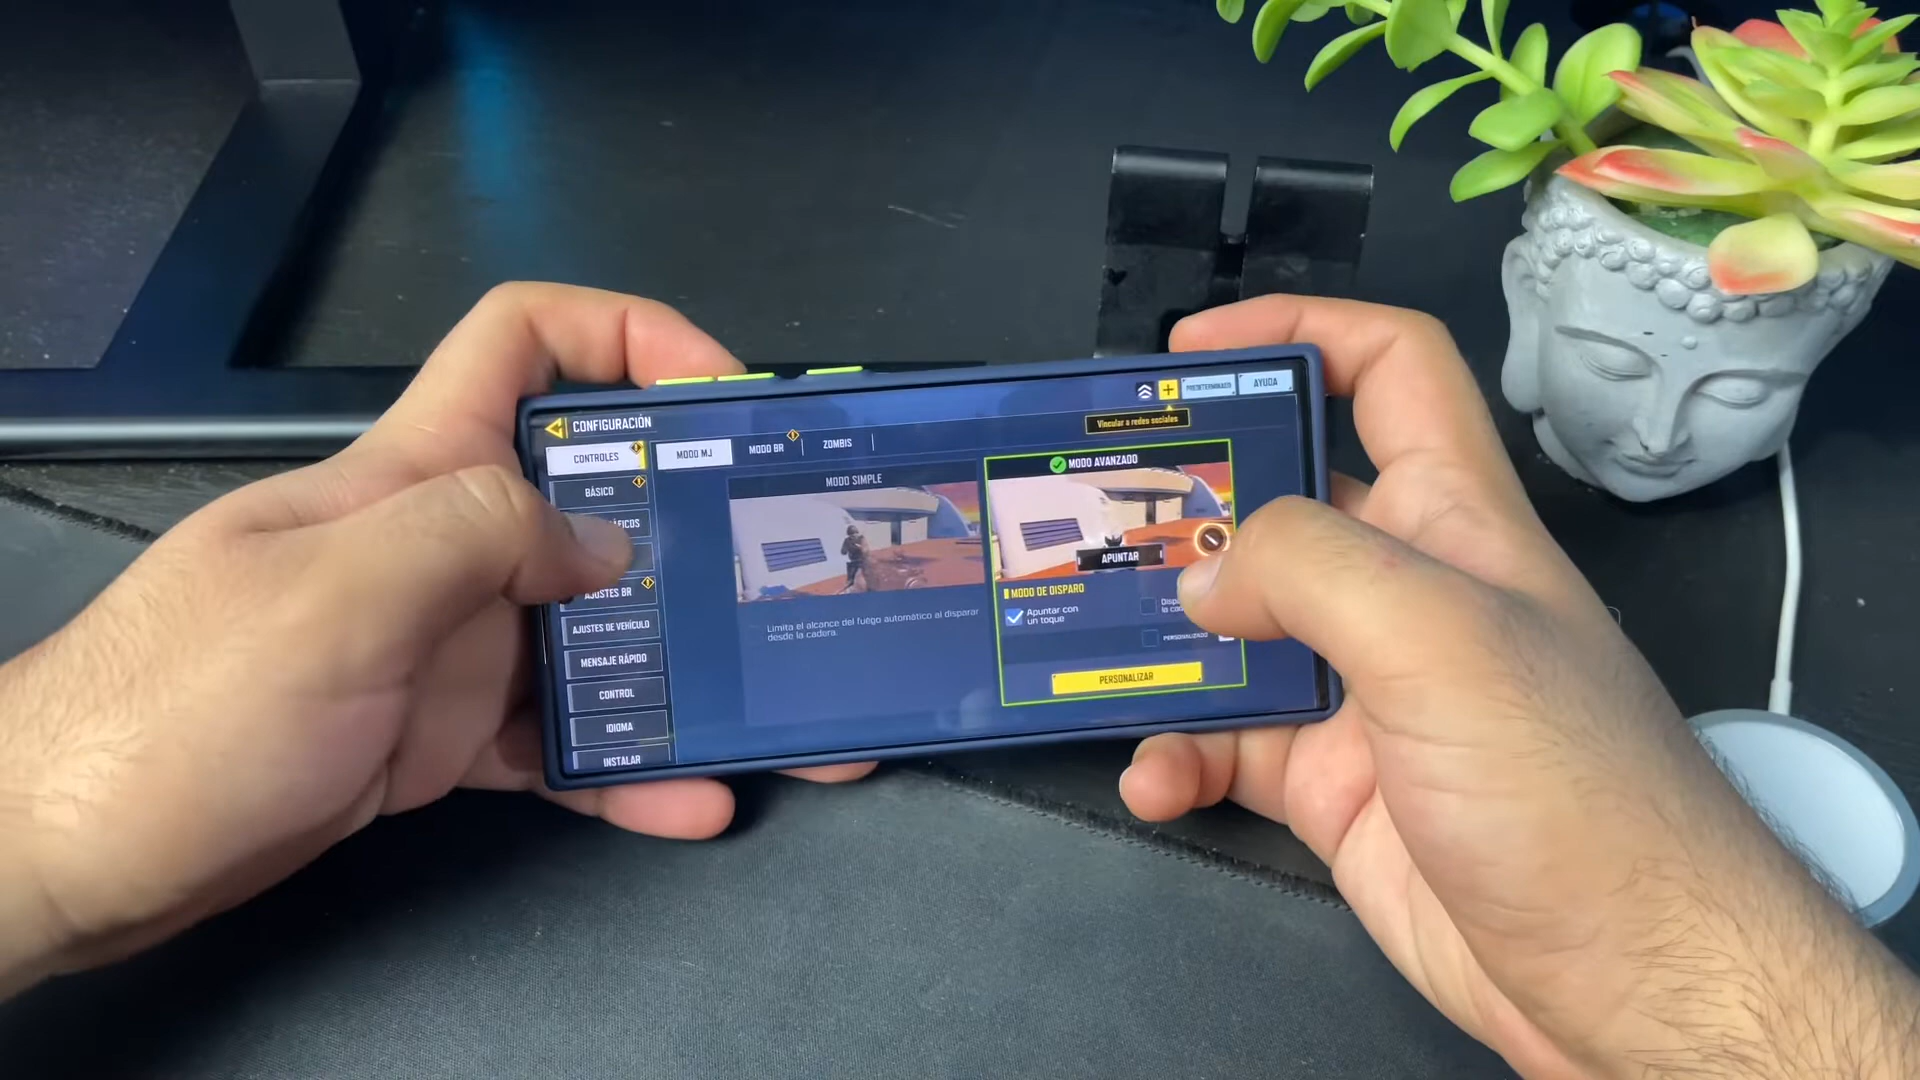 CONFIGURACIÓN
PREDETERMINADO
AYUDA
Vincular a redes sociales
CONTROLES
MODO MJ
MODO BR
ZOMBIS
BÁSICO
AJUSTES BR
AJUSTES DE VEHÍCULO
MENSAJE RÁPIDO
CONTROL
IDIOMA
INSTALAR
MODO SIMPLE
Limita el alcance del fuego automático al disparar
desde la cadera.
MODO AVANZADO
APUNTAR
MODO DE DISPARO
Apuntar con
un toque
PERSONALIZADO
PERSONALIZAR